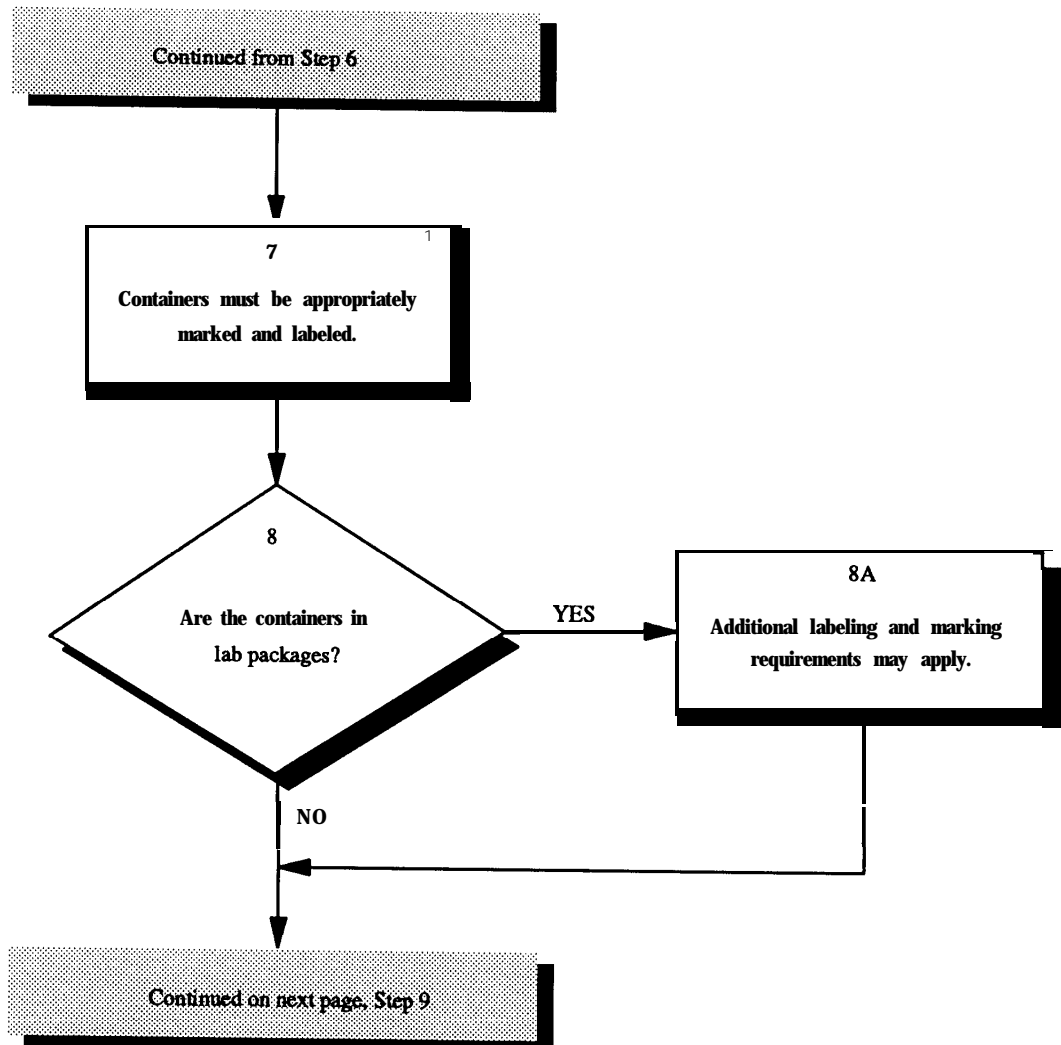 Continued from Step 6
7
1
Containers must be appropriately
marked and labeled.
8
Are the containers in
lab packages?
YES
8A
Additional labeling and marking
requirements may apply.
NO
Continued on next page, Step 9